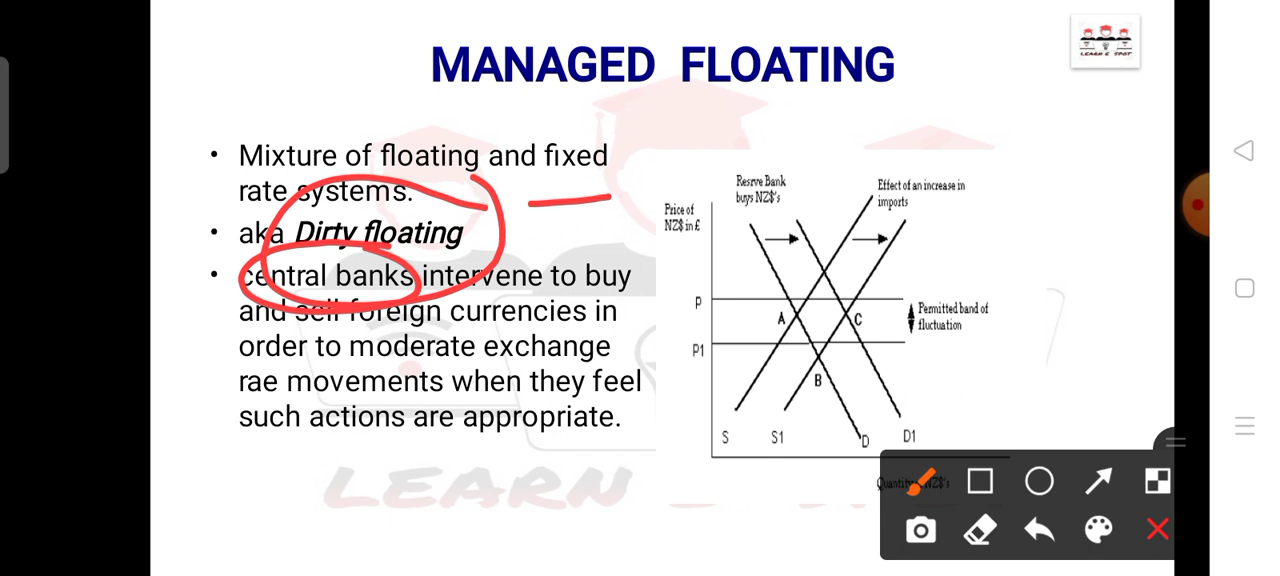 MANAGED FLOATING
LEARN E SPOT
• Mixture of floating and fixed
rate systems.
• aka Dirty floating
• central banks intervene to buy
and sell foreign currencies in
order to moderate exchange
rae movements when they feel
such actions are appropriate.
Resrve Bank
buys NZ$'s
Effect of an increase in
imports
Price of
NZ$ in £
P
A
C
Permitted band of
fluctuation
P1
B
S
S1
D
D1
Quantity NZ$'s
LEARN